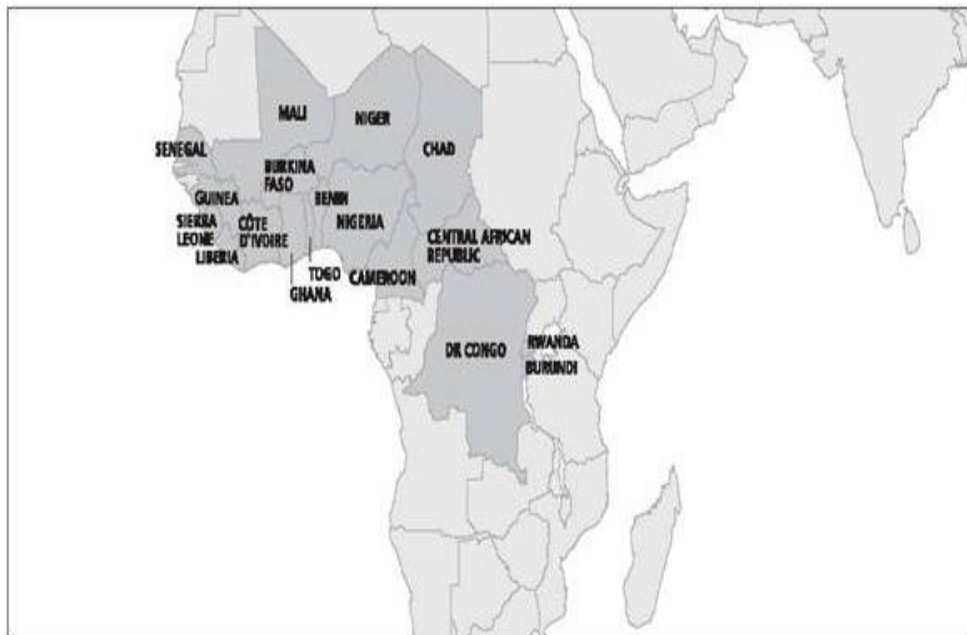 MALI
NIGER
CHAD
SENEGAL
BURKINA
FASO
GUINEA
BENIN
SIERRA
LEONE
CÔTE
D'IVOIRE
NIGERIA
LIBERIA
CENTRAL AFRICAN
REPUBLIC
TOGO
CAMEROON
GHANA
DR CONGO
RWANDA
BURUNDI